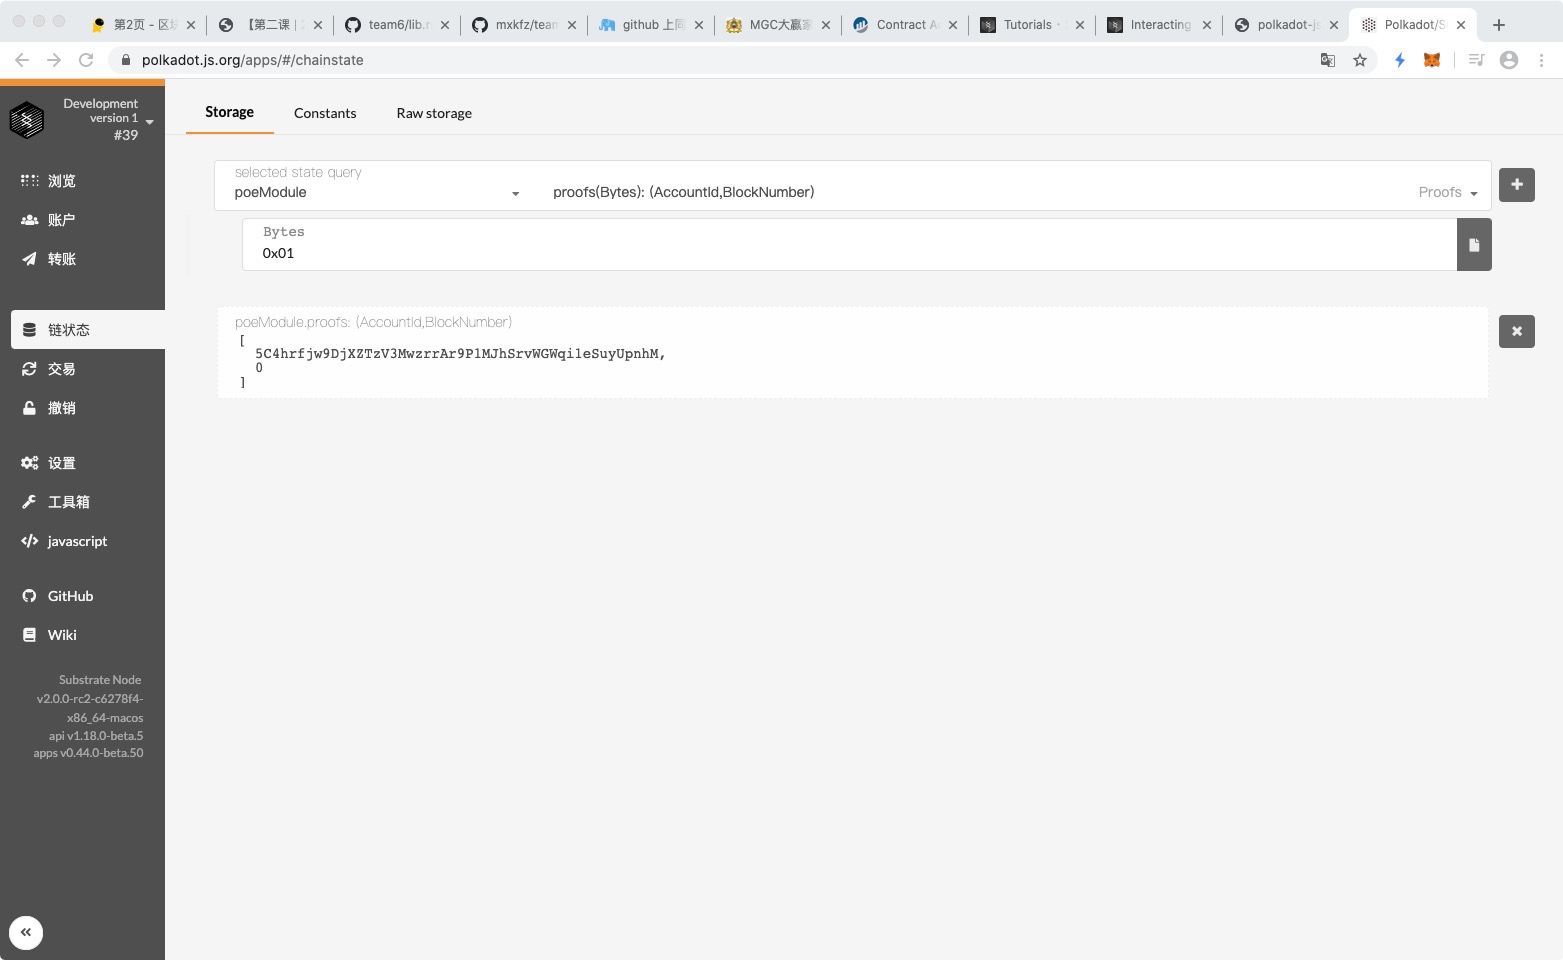 第2页 - 区块
【第二课 | 2
team6/lib.r
mxkfz/team
github 上同
MGC大赢家
Contract A
Tutorials ·
Interacting
polkadot-js
Polkadot/S
polkadot.js.org/apps/#/chainstate
Development
version 1
#39
浏览
账户
转账
链状态
交易
撤销
设置
工具箱
javascript
GitHub
Wiki
Substrate Node
v2.0.0-rc2-c6278f4-
x86_64-macos
api v1.18.0-beta.5
apps v0.44.0-beta.50
Storage
Constants
Raw storage
selected state query
poeModule
proofs(Bytes): (AccountId,BlockNumber)
Proofs
Bytes
0x01
poeModule.proofs: (AccountId,BlockNumber)
[
5C4hrfjw9DjXZTzV3MwzrrAr9P1MJhSrvWGWqi1eSuyUpnhM,
0
]